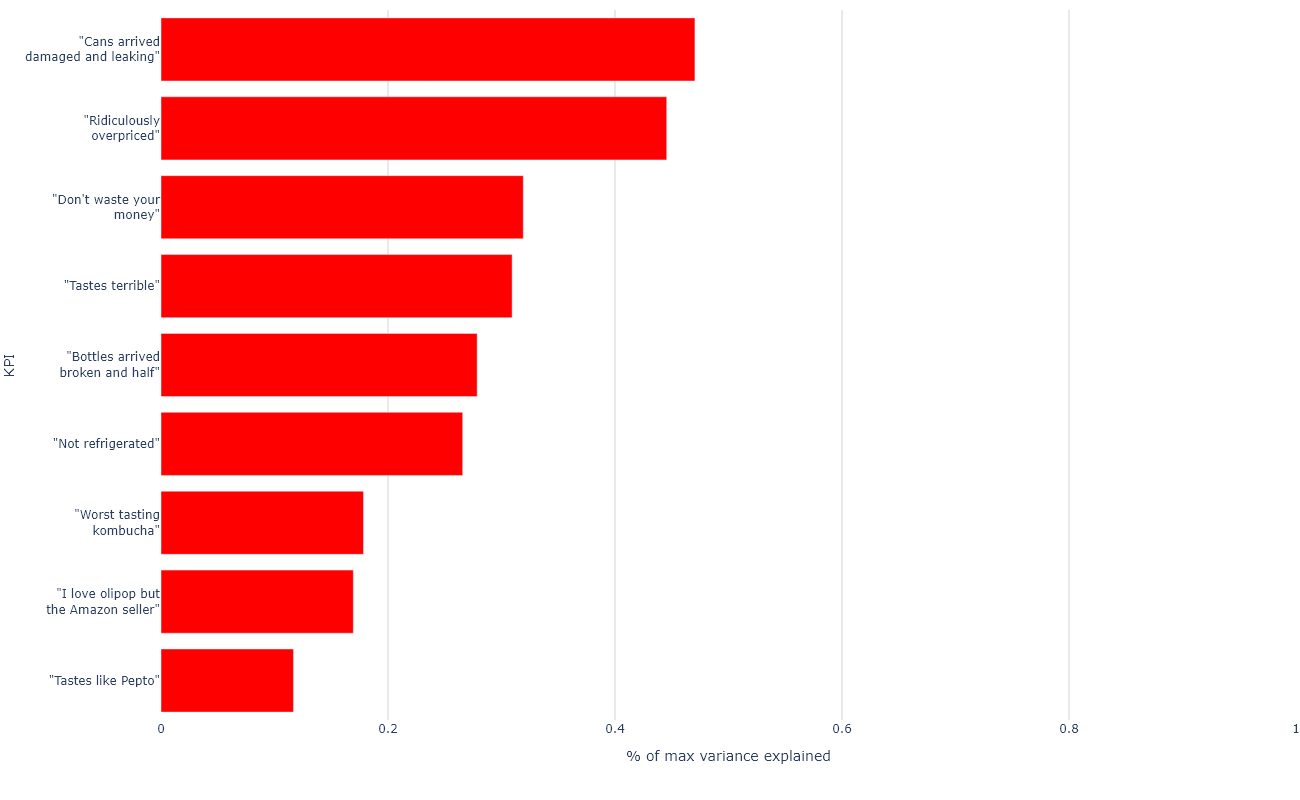 "Cans arrived
damaged and leaking"
"Ridiculously
overpriced"
"Don't waste your
money"
"Tastes terrible"
"Bottles arrived
broken and half"
"Not refrigerated"
"Worst tasting
kombucha"
"I love olipop but
the Amazon seller"
"Tastes like Pepto"
KPI
0 0.2 0.4 0.6 0.8 1
% of max variance explained